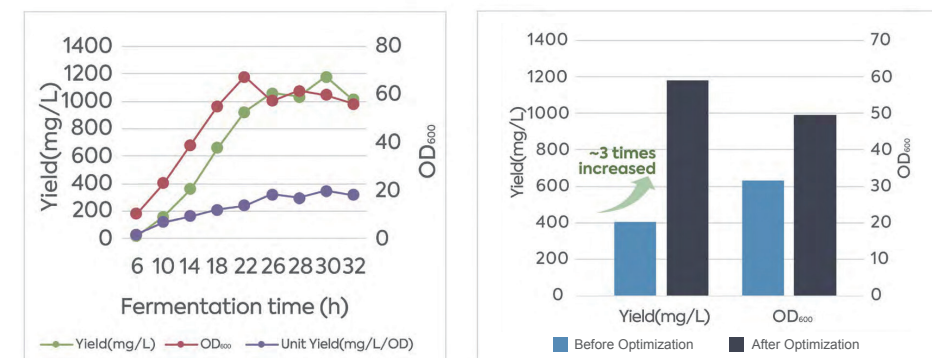 1400
1200
1000
800
600
400
200
0
Yield(mg/L)
80
60
40
20
0
OD600
6 10 14 18 22 26 28 30 32
Fermentation time (h)
Yield(mg/L) OD600 Unit Yield(mg/L/OD)
1400
1200
1000
800
600
400
200
0
Yield(mg/L)
~3 times
increased
70
60
50
40
30
20
10
0
OD600
Yield(mg/L) OD600
Before Optimization After Optimization